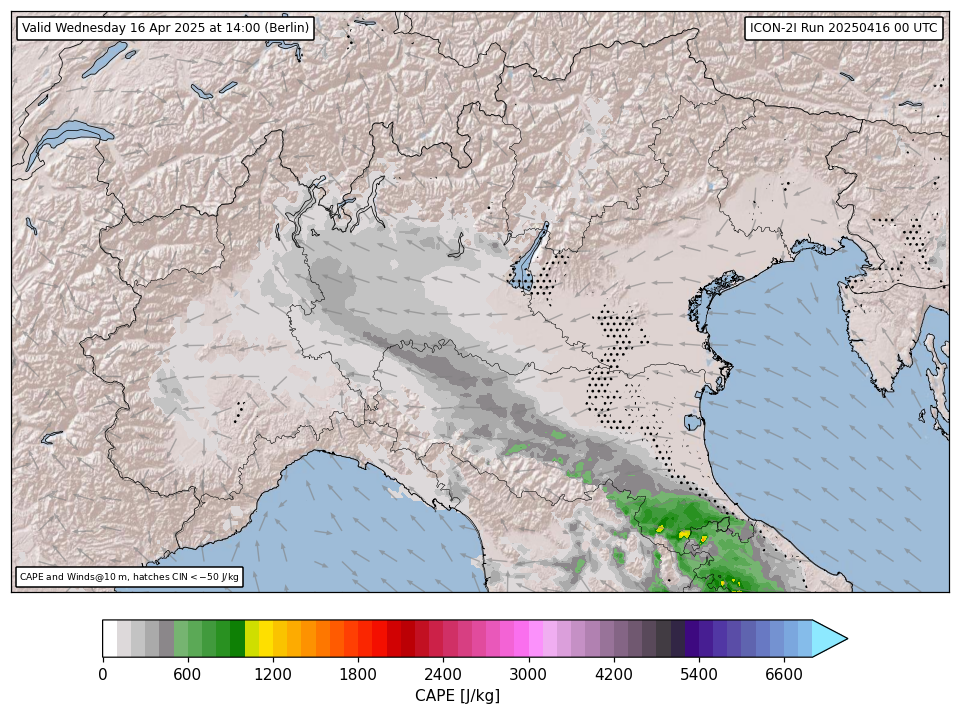 Valid Wednesday 16 Apr 2025 at 14:00 (Berlin)
ICON-2I Run 20250416 00 UTC
CAPE and Winds@10 m, hatches CIN < −50 J/kg
0 600 1200 1800 2400 3000 4200 5400 6600
CAPE [J/kg]